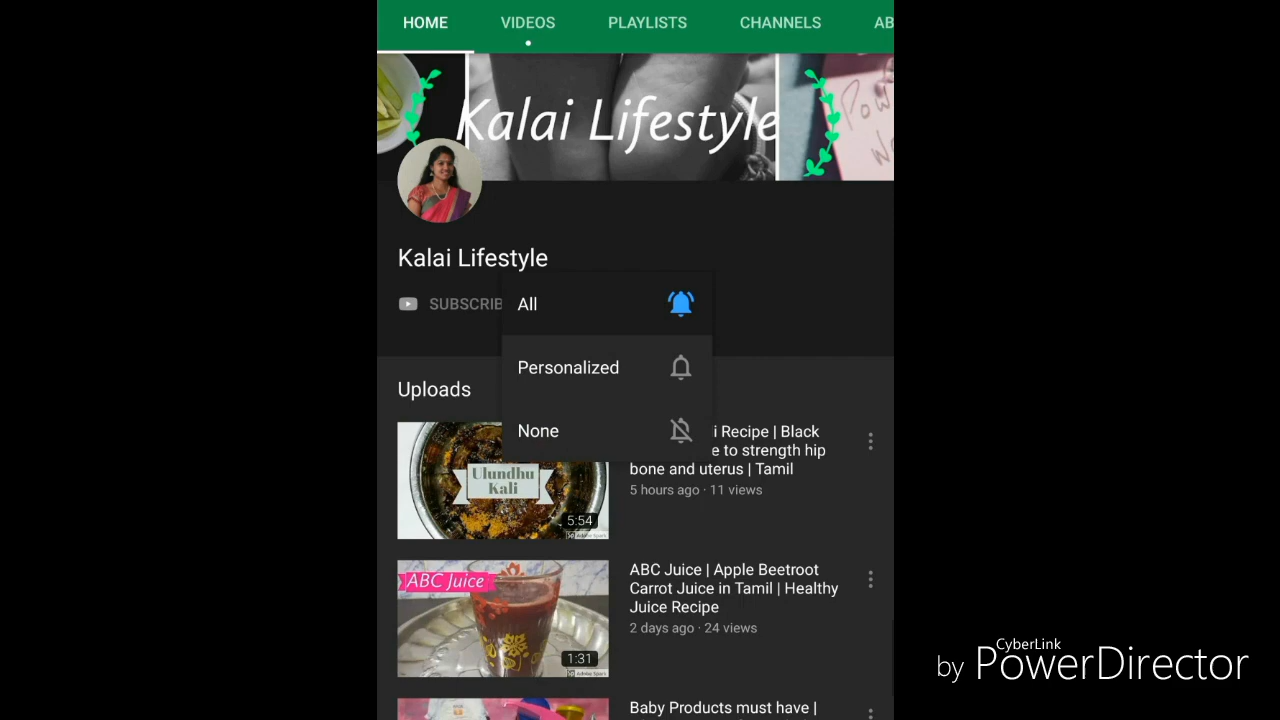 HOME VIDEOS PLAYLISTS CHANNELS AB
Kalai Lifestyle
Kalai Lifestyle
SUBSCRIB
All
Personalized
None
Uploads
Ulundhu
Kali
5:54
i Recipe | Black
e to strength hip
bone and uterus | Tamil
5 hours ago · 11 views
ABC Juice
1:31
ABC Juice | Apple Beetroot
Carrot Juice in Tamil | Healthy
Juice Recipe
2 days ago · 24 views
Baby Products must have |
by CyberLink
PowerDirector